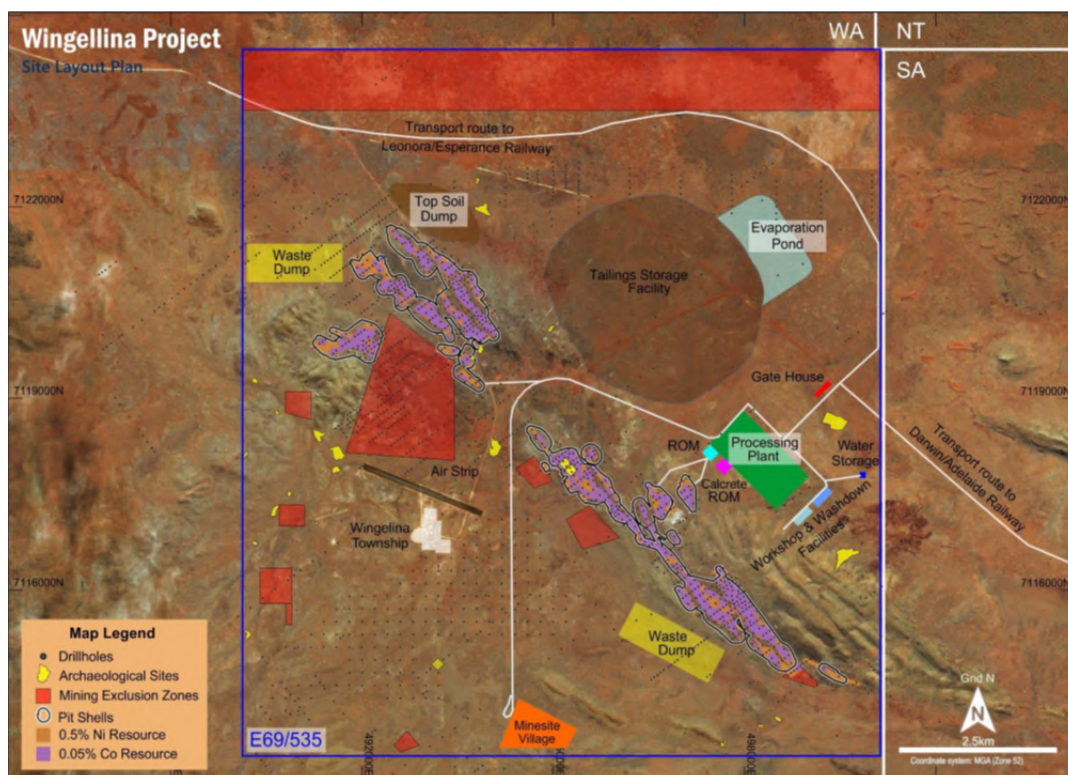 Wingellina Project
Site Layout Plan
WA
NT
SA
Transport route to
Leonora/Esperance Railway
7122000N
7122000N
Top Soil
Dump
Evaporation
Pond
Waste
Dump
Tailings Storage
Facility
7119000N
7119000N
Gate House
ROM
Processing
Plant
Water
Storage
Calcrete
ROM
Air Strip
Transport route to
Darwin/Adelaide Railway
Wingelina
Township
Workshop & Washdown
Facilities
7116000N
7116000N
Waste
Dump
Map Legend
Drillholes
Archaeological Sites
Mining Exclusion Zones
Pit Shells
0.5% Ni Resource
0.05% Co Resource
E69/535
492000E
498000E
Minesite
Village
Grid N
N
2.5km
Coordinate system: MGA (Zone 52)